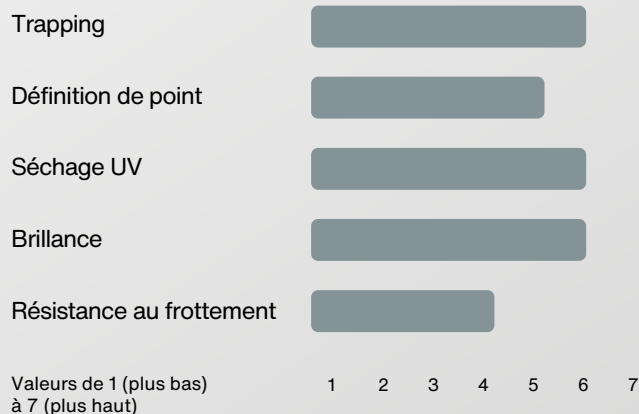 Trapping
Définition de point
Séchage UV
Brillance
Résistance au frottement
Valeurs de 1 (plus bas)
à 7 (plus haut)
1 2 3 4 5 6 7